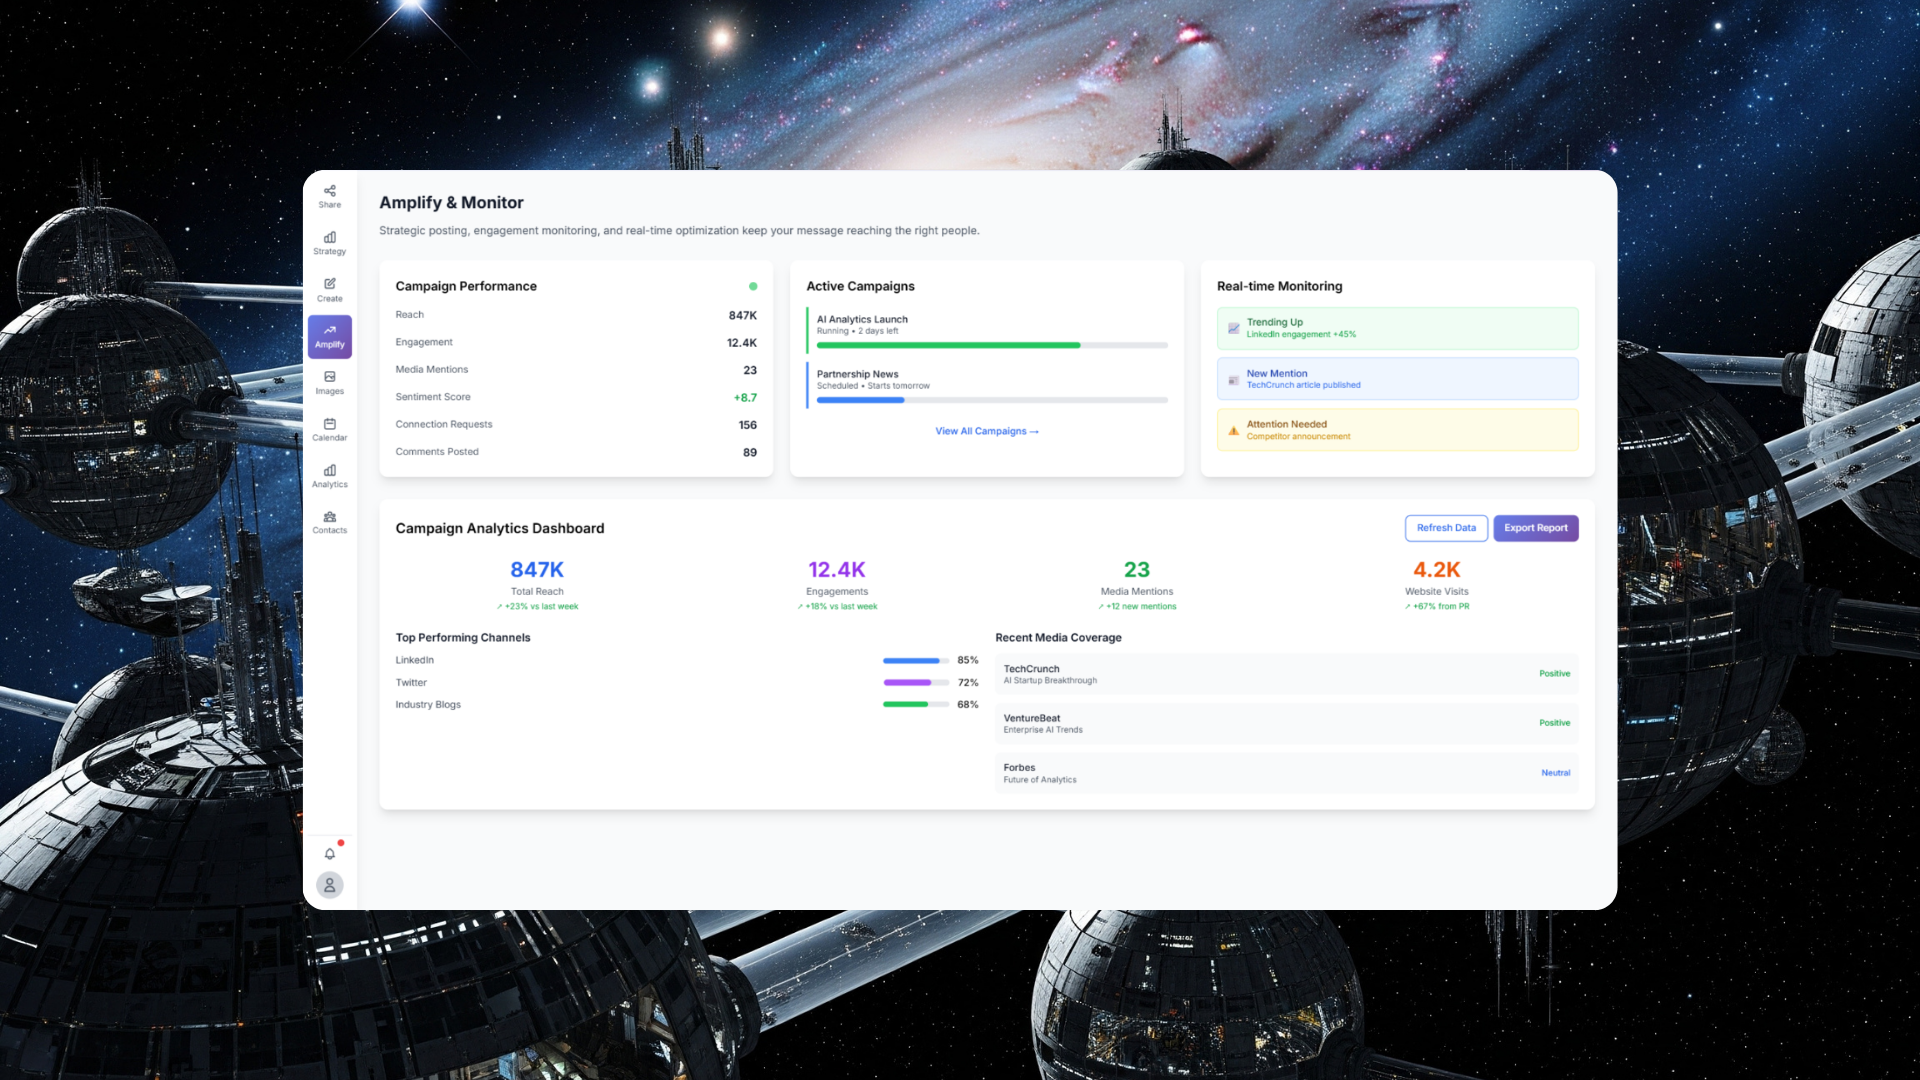 Share
Strategy
Create
Amplify
Images
Calendar
Analytics
Contacts
Amplify & Monitor
Strategic posting, engagement monitoring, and real-time optimization keep your message reaching the right people.
Campaign Performance
Reach 847K
Engagement 12.4K
Media Mentions 23
Sentiment Score +8.7
Connection Requests 156
Comments Posted 89
Active Campaigns
AI Analytics Launch
Running • 2 days left
Partnership News
Scheduled • Starts tomorrow
View All Campaigns →
Real-time Monitoring
Trending Up
LinkedIn engagement +45%
New Mention
TechCrunch article published
Attention Needed
Competitor announcement
Campaign Analytics Dashboard
Refresh Data
Export Report
847K
Total Reach
↗ +23% vs last week
12.4K
Engagements
↗ +18% vs last week
23
Media Mentions
↗ +12 new mentions
4.2K
Website Visits
↗ +67% from PR
Top Performing Channels
LinkedIn 85%
Twitter 72%
Industry Blogs 68%
Recent Media Coverage
TechCrunch
AI Startup Breakthrough
Positive
VentureBeat
Enterprise AI Trends
Positive
Forbes
Future of Analytics
Neutral